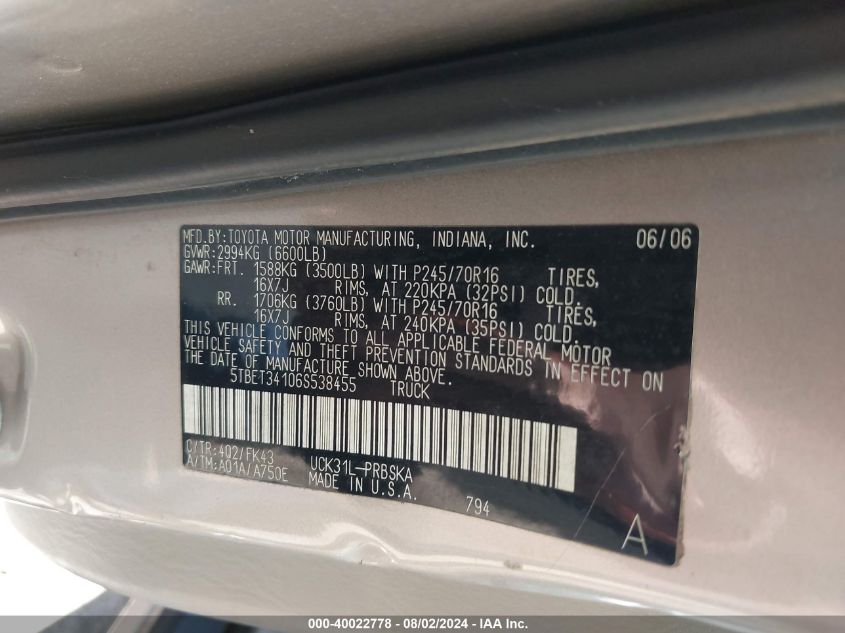 MFD.BY:TOYOTA MOTOR MANUFACTURING, INDIANA, INC. 06/06
GVWR:2994KG (6600LB)
GAWR:FRT. 1588KG (3500LB) WITH P245/70R16 TIRES,
16X7J RIMS, AT 220KPA (32PSI) COLD.
RR. 1706KG (3760LB) WITH P245/70R16 TIRES,
16X7J RIMS, AT 240KPA (35PSI) COLD.
THIS VEHICLE CONFORMS TO ALL APPLICABLE FEDERAL MOTOR
VEHICLE SAFETY AND THEFT PREVENTION STANDARDS IN EFFECT ON
THE DATE OF MANUFACTURE SHOWN ABOVE.
5TBET34106S538455 TRUCK
C/TR:4Q2/FK43 UCK31L-PRBSKA
A/TM:A01A/A750E MADE IN U.S.A. 794
A
000-40022778 - 08/02/2024 - IAA Inc.